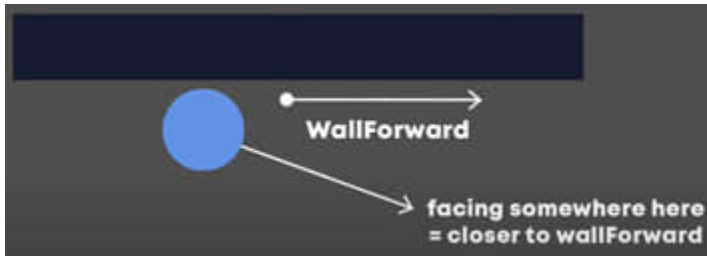 WallForward
facing somewhere here
= closer to wallForward